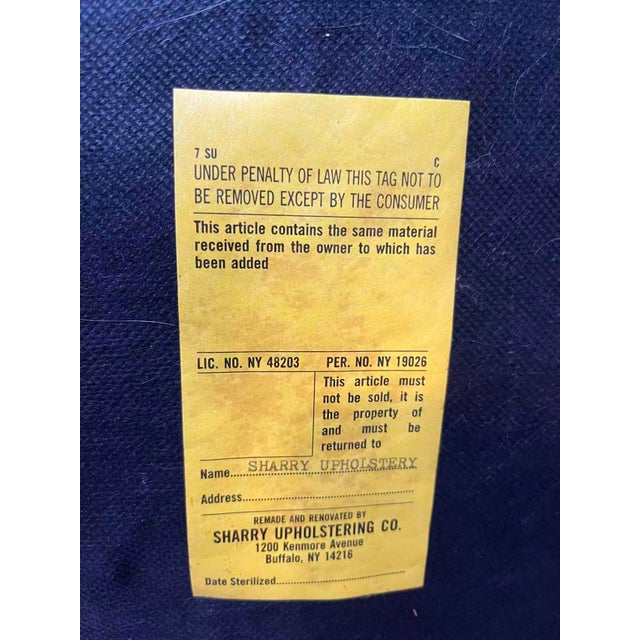 7 SU C
UNDER PENALTY OF LAW THIS TAG NOT TO
BE REMOVED EXCEPT BY THE CONSUMER
This article contains the same material
received from the owner to which has
been added
LIC. NO. NY 48203 PER. NO. NY 19026
This article must
not be sold, it is
the property of
and must be
returned to
Name SHARRY UPHOLSTERY
Address
REMADE AND RENOVATED BY
SHARRY UPHOLSTERING CO.
1200 Kenmore Avenue
Buffalo, NY 14216
Date Sterilized